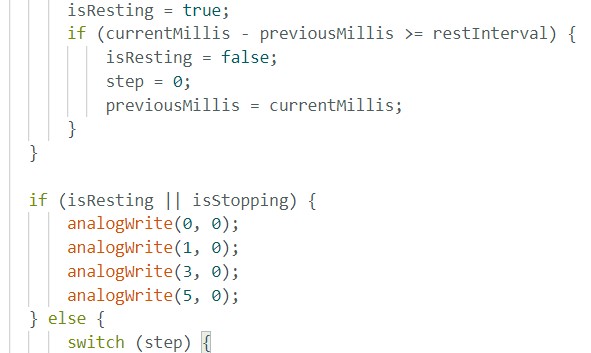 isResting = true;
if (currentMillis - previousMillis >= restInterval) {
isResting = false;
step = 0;
previousMillis = currentMillis;
}
}
if (isResting || isStopping) {
analogWrite(0, 0);
analogWrite(1, 0);
analogWrite(3, 0);
analogWrite(5, 0);
} else {
switch (step) {